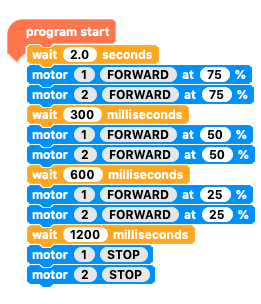 program start
wait 2.0 seconds
motor 1 FORWARD at 75 %
motor 2 FORWARD at 75 %
wait 300 milliseconds
motor 1 FORWARD at 50 %
motor 2 FORWARD at 50 %
wait 600 milliseconds
motor 1 FORWARD at 25 %
motor 2 FORWARD at 25 %
wait 1200 milliseconds
motor 1 STOP
motor 2 STOP